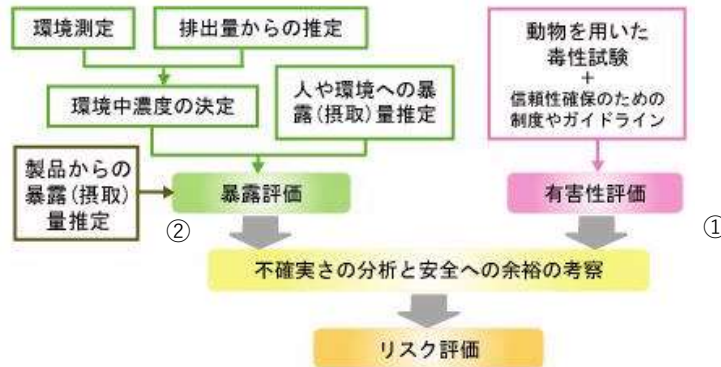 環境測定
排出量からの推定
環境中濃度の決定
人や環境への暴
露(摂取)量推定
動物を用いた
毒性試験
+
信頼性確保のための
制度やガイドライン
製品からの
暴露(摂取)
量推定
暴露評価
有害性評価
②
①
不確実さの分析と安全への余裕の考察
リスク評価